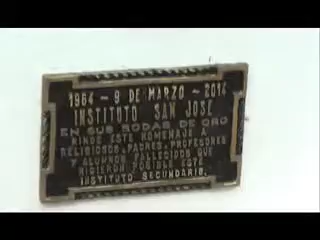 1964 - 9 DE MARZO - 2014
INSTITUTO SAN JOSE
EN SUS BODAS DE ORO
RINDE ESTE HOMENAJE A
RELIGIOSOS, PADRES, PROFESORES
Y ALUMNOS FALLECIDOS QUE
HICIERON POSIBLE ESTE
INSTITUTO SECUNDARIO.